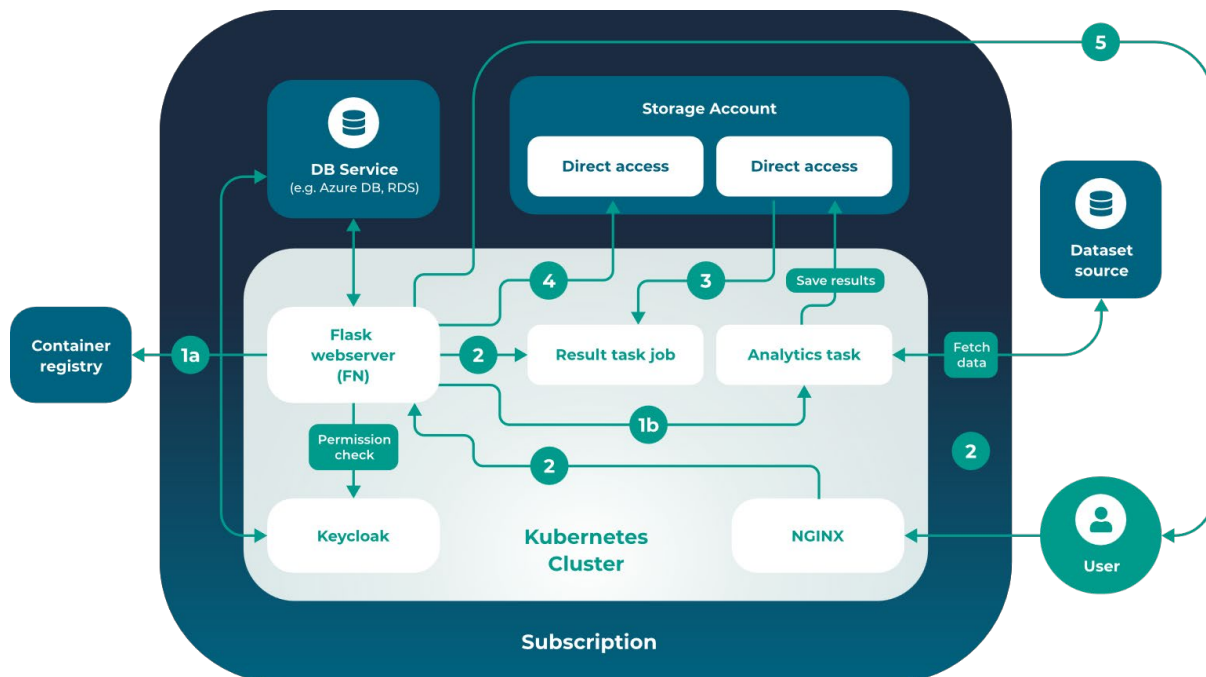 5
Storage Account
Direct access
Direct access
DB Service
(e.g. Azure DB, RDS)
Dataset
source
4
3
Save results
Container
registry
1a
Flask
webserver
(FN)
2
Result task job
Analytics task
Fetch
data
1b
Permission
check
2
2
Keycloak
Kubernetes
Cluster
NGINX
User
Subscription